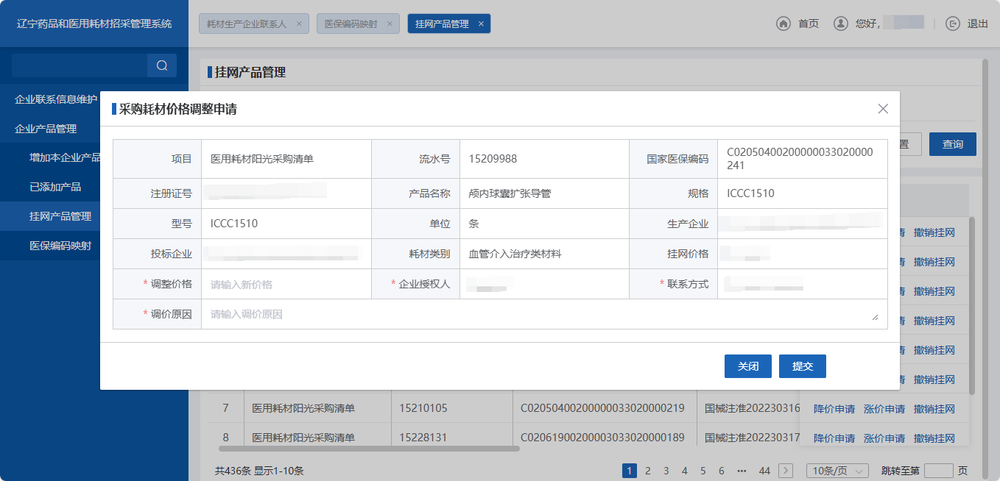 辽宁药品和医用耗材招采管理系统
耗材生产企业联系人 ×
医保编码映射 ×
挂网产品管理 ×
首页
您好,
退出
挂网产品管理
企业联系信息维护
企业产品管理
增加本企业产品
已添加产品
挂网产品管理
医保编码映射
置
查询
采购耗材价格调整申请
项目 医用耗材阳光采购清单 流水号 15209988 国家医保编码 C02050400200000033020000
241
注册证号 产品名称 颅内球囊扩张导管 规格 ICCC1510
型号 ICCC1510 单位 条 生产企业
投标企业 耗材类别 血管介入治疗类材料 挂网价格
* 调整价格 请输入新价格 * 企业授权人 * 联系方式
* 调价原因 请输入调价原因
关闭 提交
撤销挂网
撤销挂网
撤销挂网
撤销挂网
撤销挂网
撤销挂网
7 医用耗材阳光采购清单 15210105 C02050400200000033020000219 国械注准202230316 降价申请 涨价申请 撤销挂网
8 医用耗材阳光采购清单 15228131 C02061900200003033020000189 国械注准202230317 降价申请 涨价申请 撤销挂网
共436条 显示1-10条
1 2 3 4 5 6 ••• 44 > 10条/页 跳转至第 页